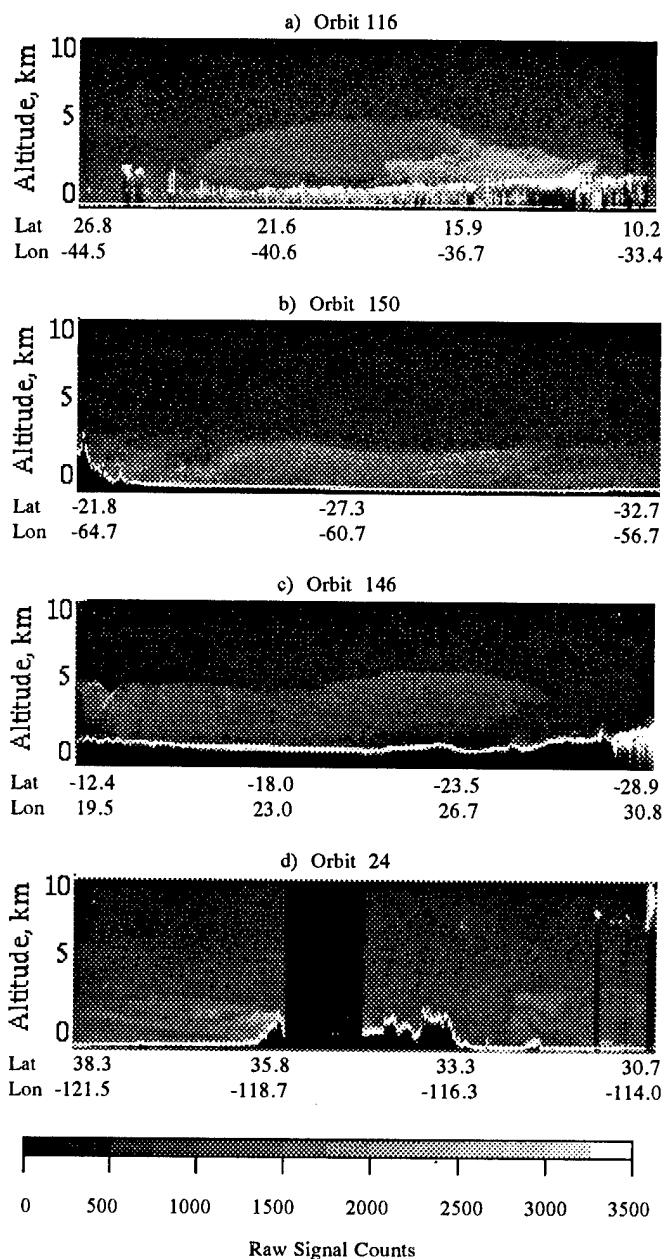 a) Orbit 116
10
5
0
Altitude, km
Lat 26.8 21.6 15.9 10.2
Lon -44.5 -40.6 -36.7 -33.4
b) Orbit 150
10
5
0
Altitude, km
Lat -21.8 -27.3 -32.7
Lon -64.7 -60.7 -56.7
c) Orbit 146
10
5
0
Altitude, km
Lat -12.4 -18.0 -23.5 -28.9
Lon 19.5 23.0 26.7 30.8
d) Orbit 24
10
5
0
Altitude, km
Lat 38.3 35.8 33.3 30.7
Lon -121.5 -118.7 -116.3 -114.0
0 500 1000 1500 2000 2500 3000 3500
Raw Signal Counts